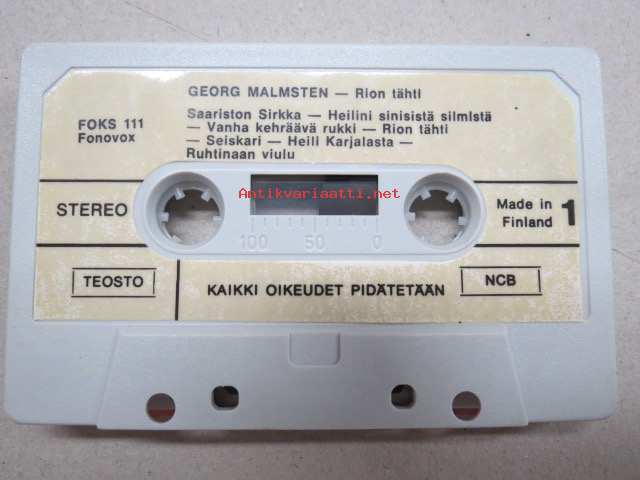 GEORG MALMSTEN — Rion tähti
FOKS 111
Fonovox
Saariston Sirkka — Heilini sinisistä silmistä
— Vanha kehräävä rukki — Rion tähti
— Seiskari — Heili Karjalasta —
Ruhtinaan viulu
Antikvariaatti.net
STEREO
100 50 0
Made in
Finland
1
TEOSTO
KAIKKI OIKEUDET PIDÄTETÄÄN
NCB